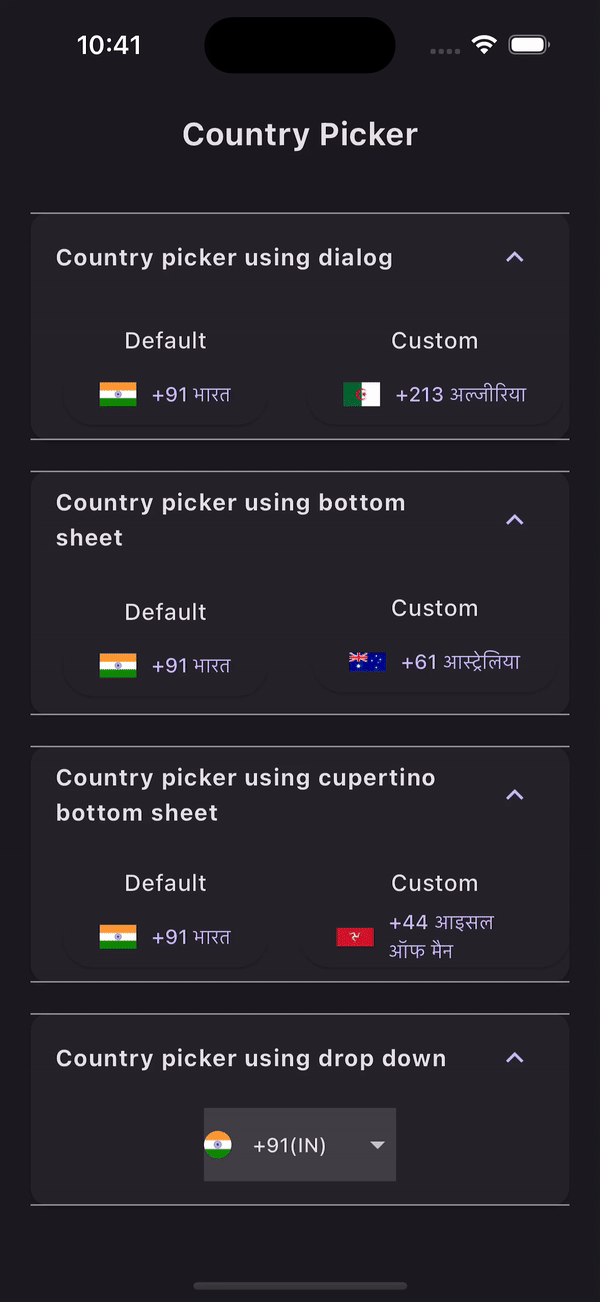 10:41
Country Picker
Country picker using dialog
Default
Custom
+91 भारत
+213 अल्जीरिया
Country picker using bottom
sheet
Default
Custom
+91 भारत
+61 आस्ट्रेलिया
Country picker using cupertino
bottom sheet
Default
Custom
+91 भारत
+44 आइसल
ऑफ मैन
Country picker using drop down
+91(IN)